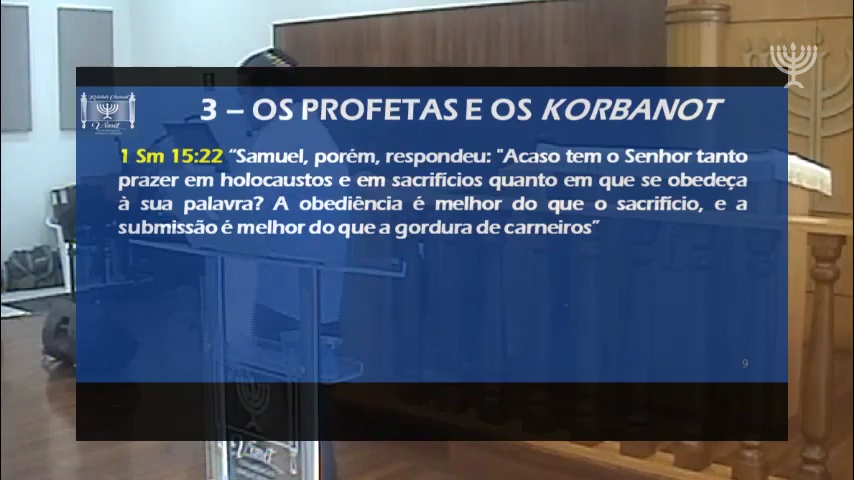 3 – OS PROFETAS E OS KORBANOT
1 Sm 15:22 “Samuel, porém, respondeu: "Acaso tem o Senhor tanto
prazer em holocaustos e em sacrifícios quanto em que se obedeça
à sua palavra? A obediência é melhor do que o sacrifício, e a
submissão é melhor do que a gordura de carneiros”
9